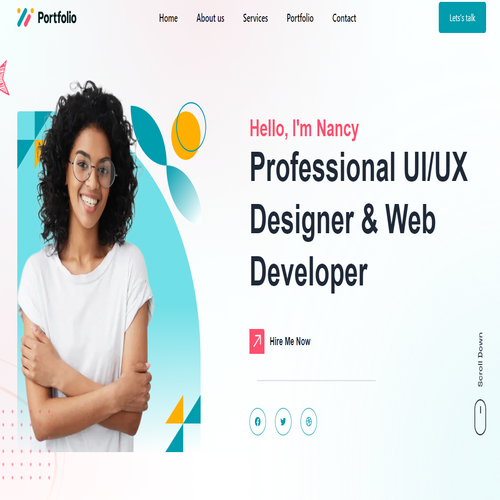 Portfolio
Home
About us
Services
Portfolio
Contact
Lets's talk
Hello, I'm Nancy
Professional UI/UX
Designer & Web
Developer
Hire Me Now
Scroll Down